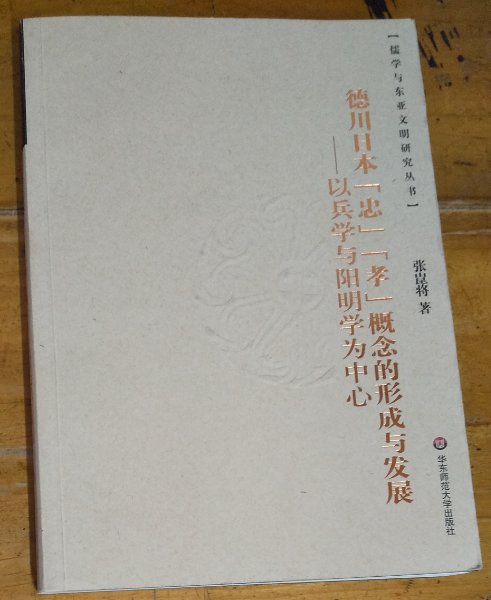 【儒学与东亚文明研究丛书】
德川日本「忠」「孝」概念的形成与发展
——以兵学与阳明学为中心
张崑将 著
华东师范大学出版社